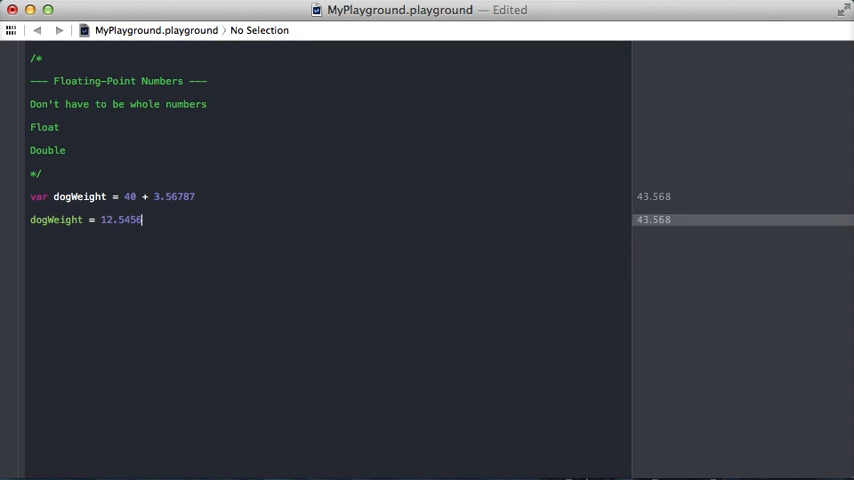 MyPlayground.playground — Edited
MyPlayground.playground 〉 No Selection
/*
--- Floating-Point Numbers ---
Don't have to be whole numbers
Float
Double
*/
var dogWeight = 40 + 3.56787
43.568
dogWeight = 12.5456
43.568